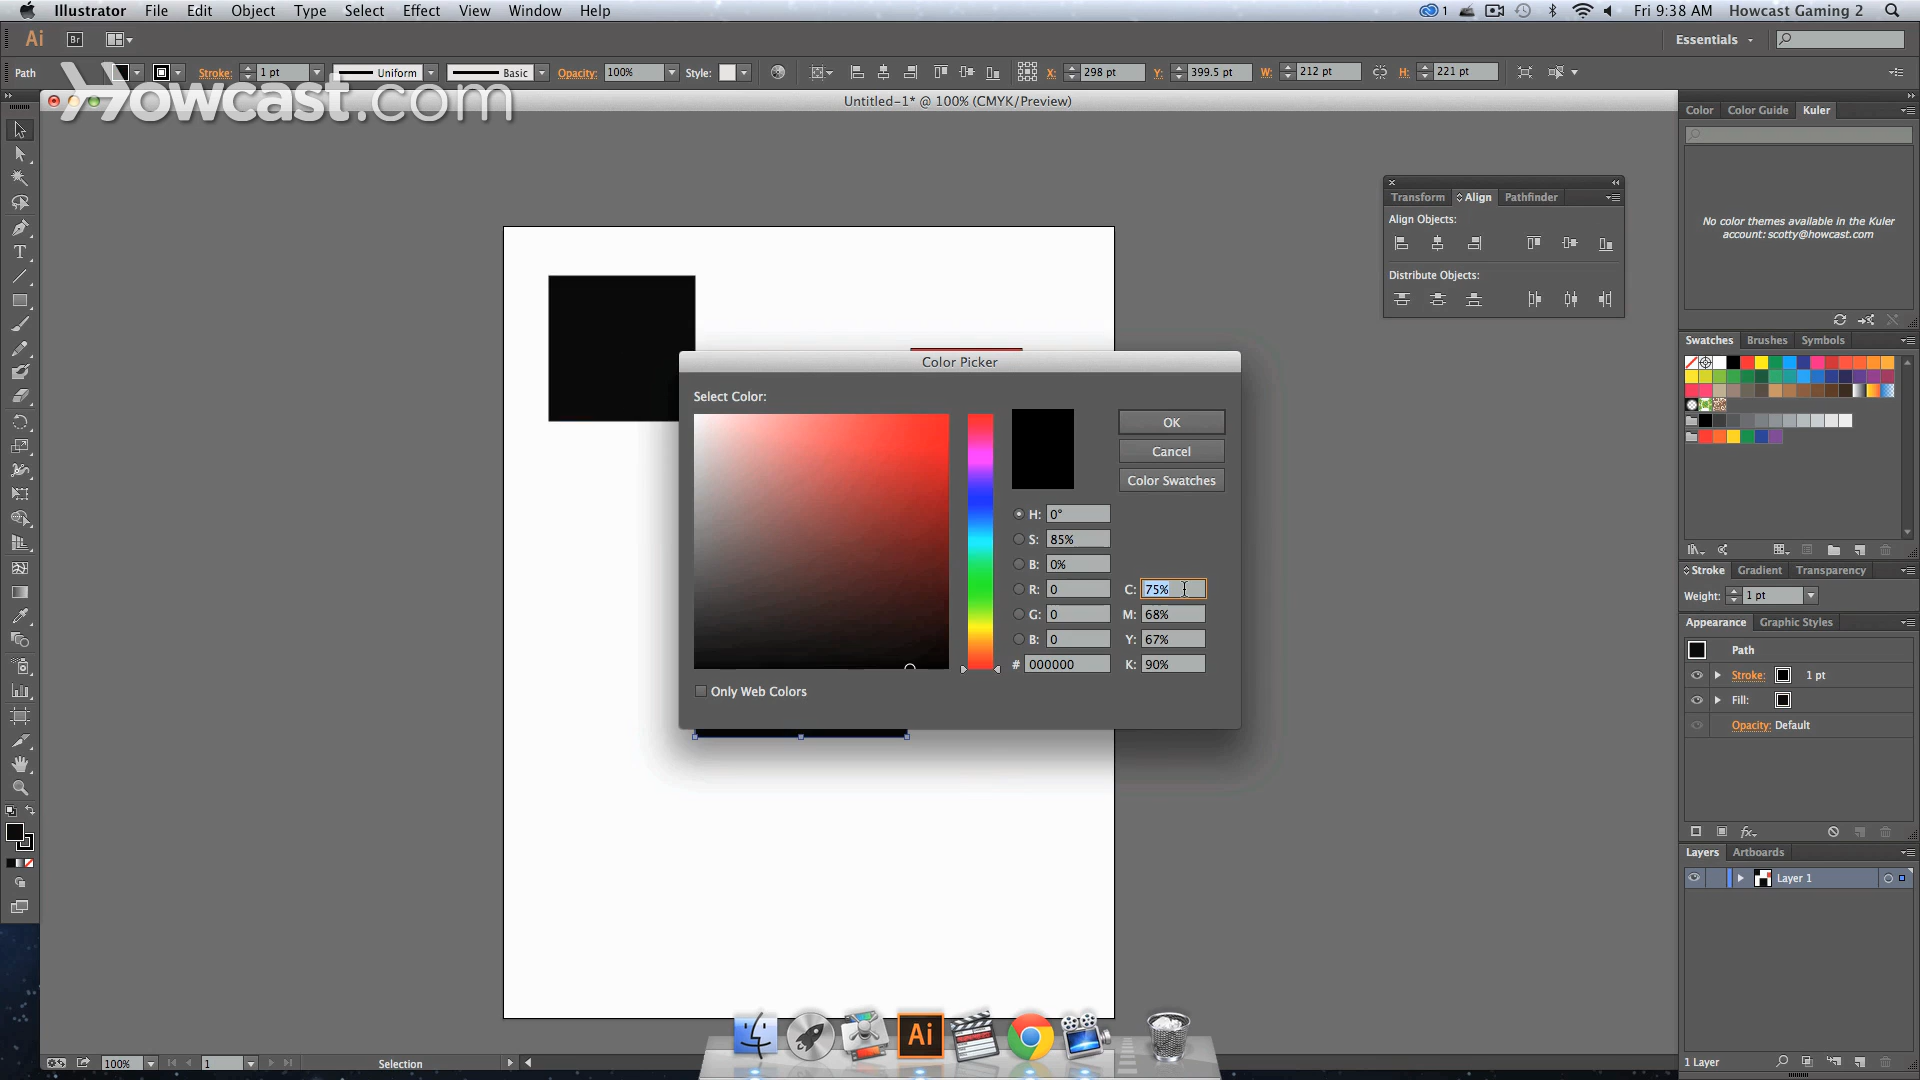 Illustrator File Edit Object Type Select Effect View Window Help 1 Fri 9:38 AM Howcast Gaming 2
Ai Br Essentials
Path Stroke: 1 pt Uniform Basic Opacity: 100% Style: X: 298 pt Y: 399.5 pt W: 212 pt H: 221 pt
Howcast.com
Untitled-1* @ 100% (CMYK/Preview)
Color Color Guide Kuler
No color themes available in the Kuler
account: scotty@howcast.com
Transform Align Pathfinder
Align Objects:
Distribute Objects:
Swatches Brushes Symbols
Color Picker
Select Color:
OK
Cancel
Color Swatches
H: 0°
S: 85%
B: 0%
R: 0 C: 75%
G: 0 M: 68%
B: 0 Y: 67%
# 000000 K: 90%
Only Web Colors
Stroke Gradient Transparency
Weight: 1 pt
Appearance Graphic Styles
Path
Stroke: 1 pt
Fill:
Opacity: Default
fx
Layers Artboards
Layer 1
1 Layer
T
100% 1 Selection
Ai